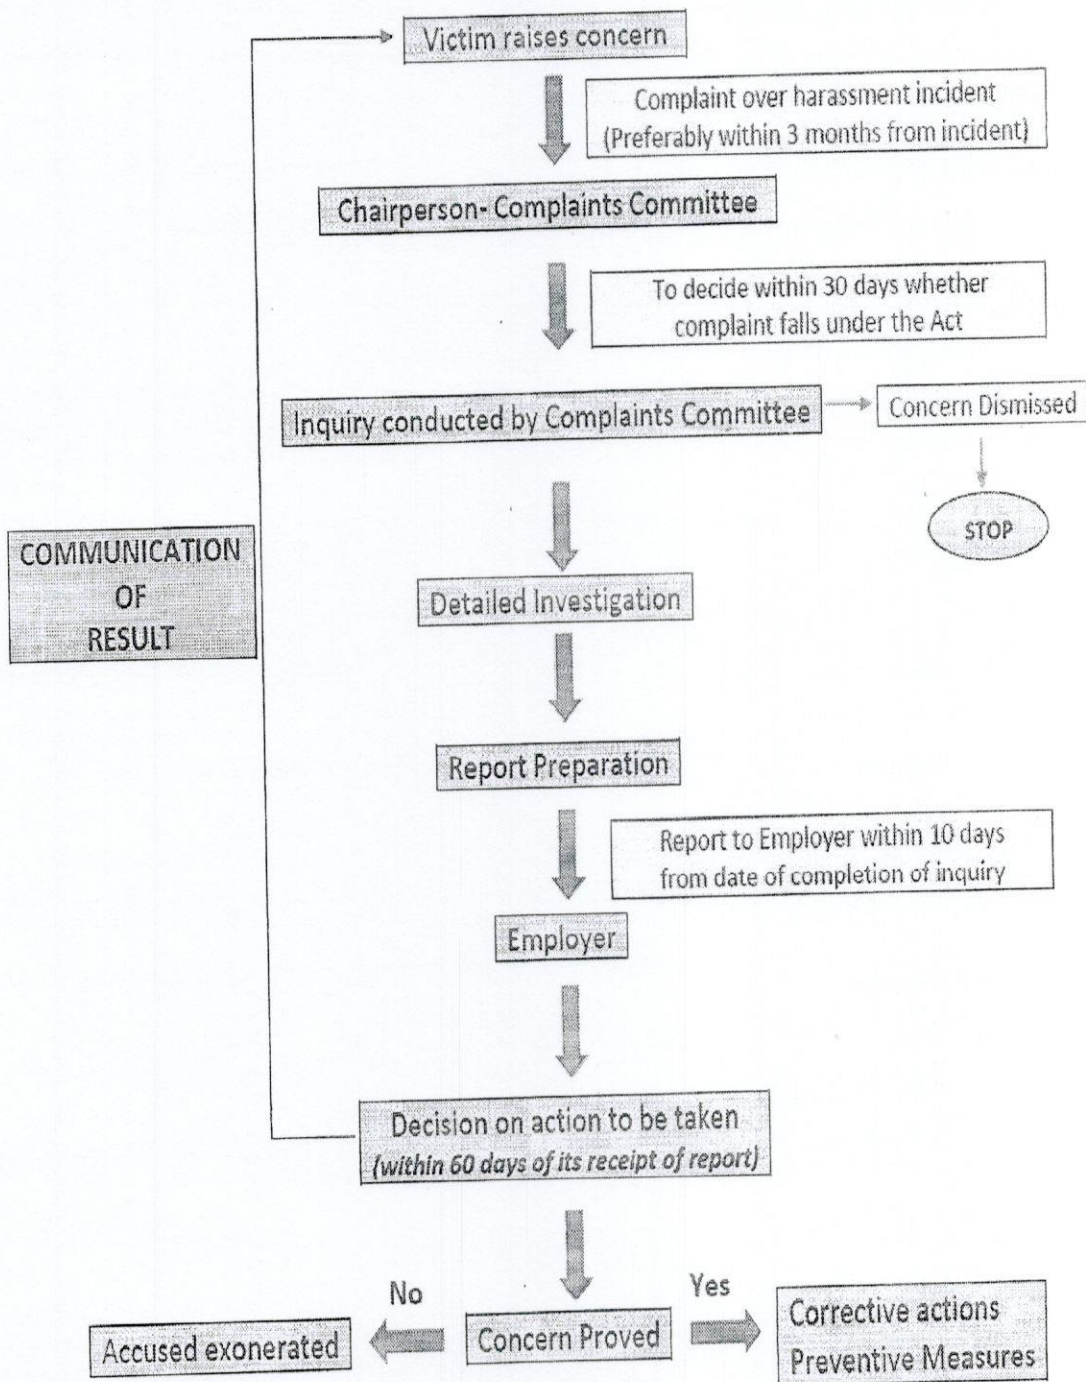 Victim raises concern
Complaint over harassment incident
(Preferably within 3 months from incident)
Chairperson- Complaints Committee
To decide within 30 days whether
complaint falls under the Act
Inquiry conducted by Complaints Committee
Concern Dismissed
STOP
COMMUNICATION
OF
RESULT
Detailed Investigation
Report Preparation
Report to Employer within 10 days
from date of completion of inquiry
Employer
Decision on action to be taken
(within 60 days of its receipt of report)
No
Yes
Accused exonerated
Concern Proved
Corrective actions
Preventive Measures